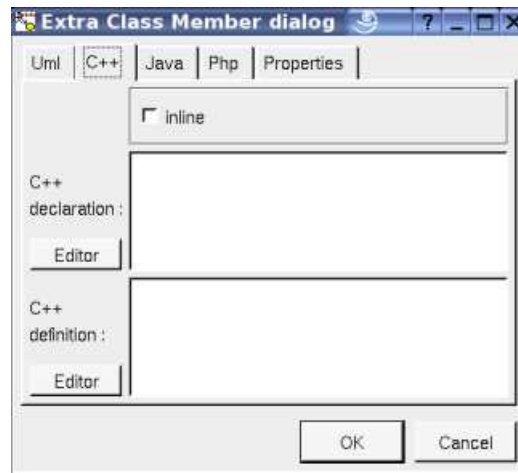 Extra Class Member dialog ? _ □ X
Uml C++ Java Php Properties
inline
C++
declaration :
Editor
C++
definition :
Editor
OK Cancel